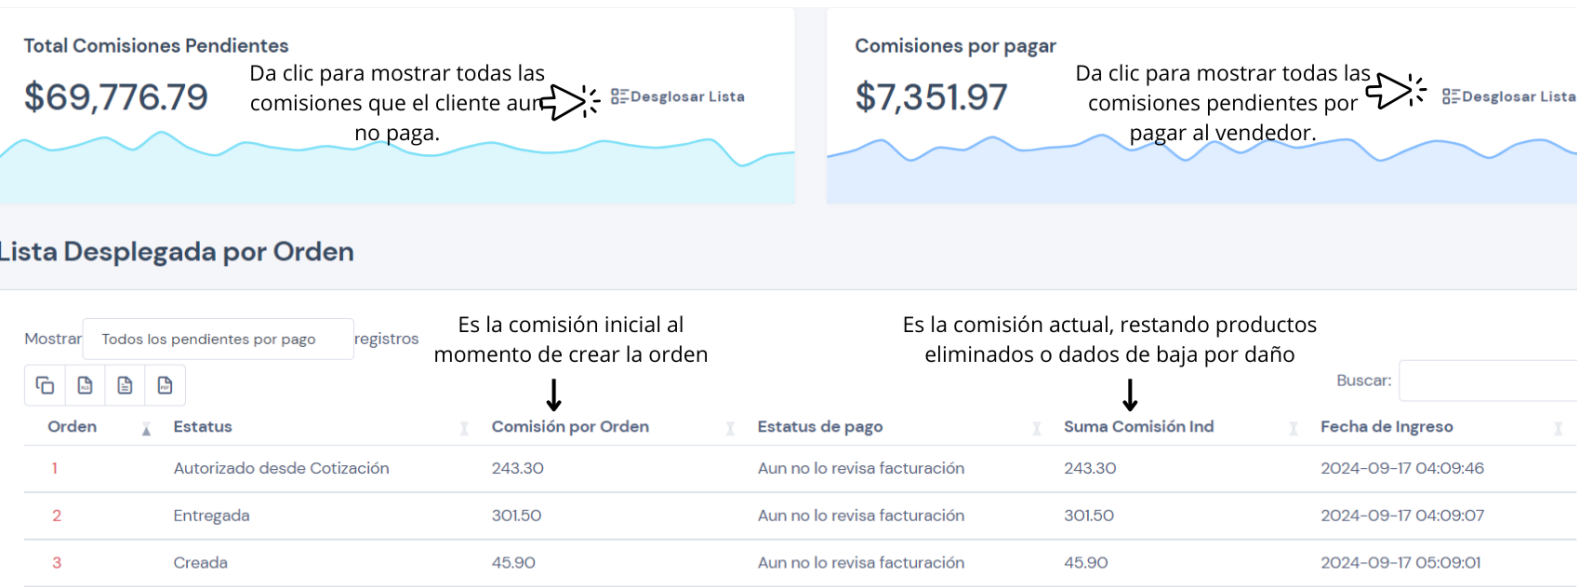 Total Comisiones Pendientes
$69,776.79
Da clic para mostrar todas las
comisiones que el cliente aun
no paga.
Desglosar Lista
Comisiones por pagar
$7,351.97
Da clic para mostrar todas las
comisiones pendientes por
pagar al vendedor.
Desglosar Lista
Lista Desplegada por Orden
Mostrar Todos los pendientes por pago registros
Es la comisión inicial al
momento de crear la orden
Es la comisión actual, restando productos
eliminados o dados de baja por daño
Buscar:
Orden Estatus Comisión por Orden Estatus de pago Suma Comisión Ind Fecha de Ingreso
1 Autorizado desde Cotización 243.30 Aun no lo revisa facturación 243.30 2024-09-17 04:09:46
2 Entregada 301.50 Aun no lo revisa facturación 301.50 2024-09-17 04:09:07
3 Creada 45.90 Aun no lo revisa facturación 45.90 2024-09-17 05:09:01